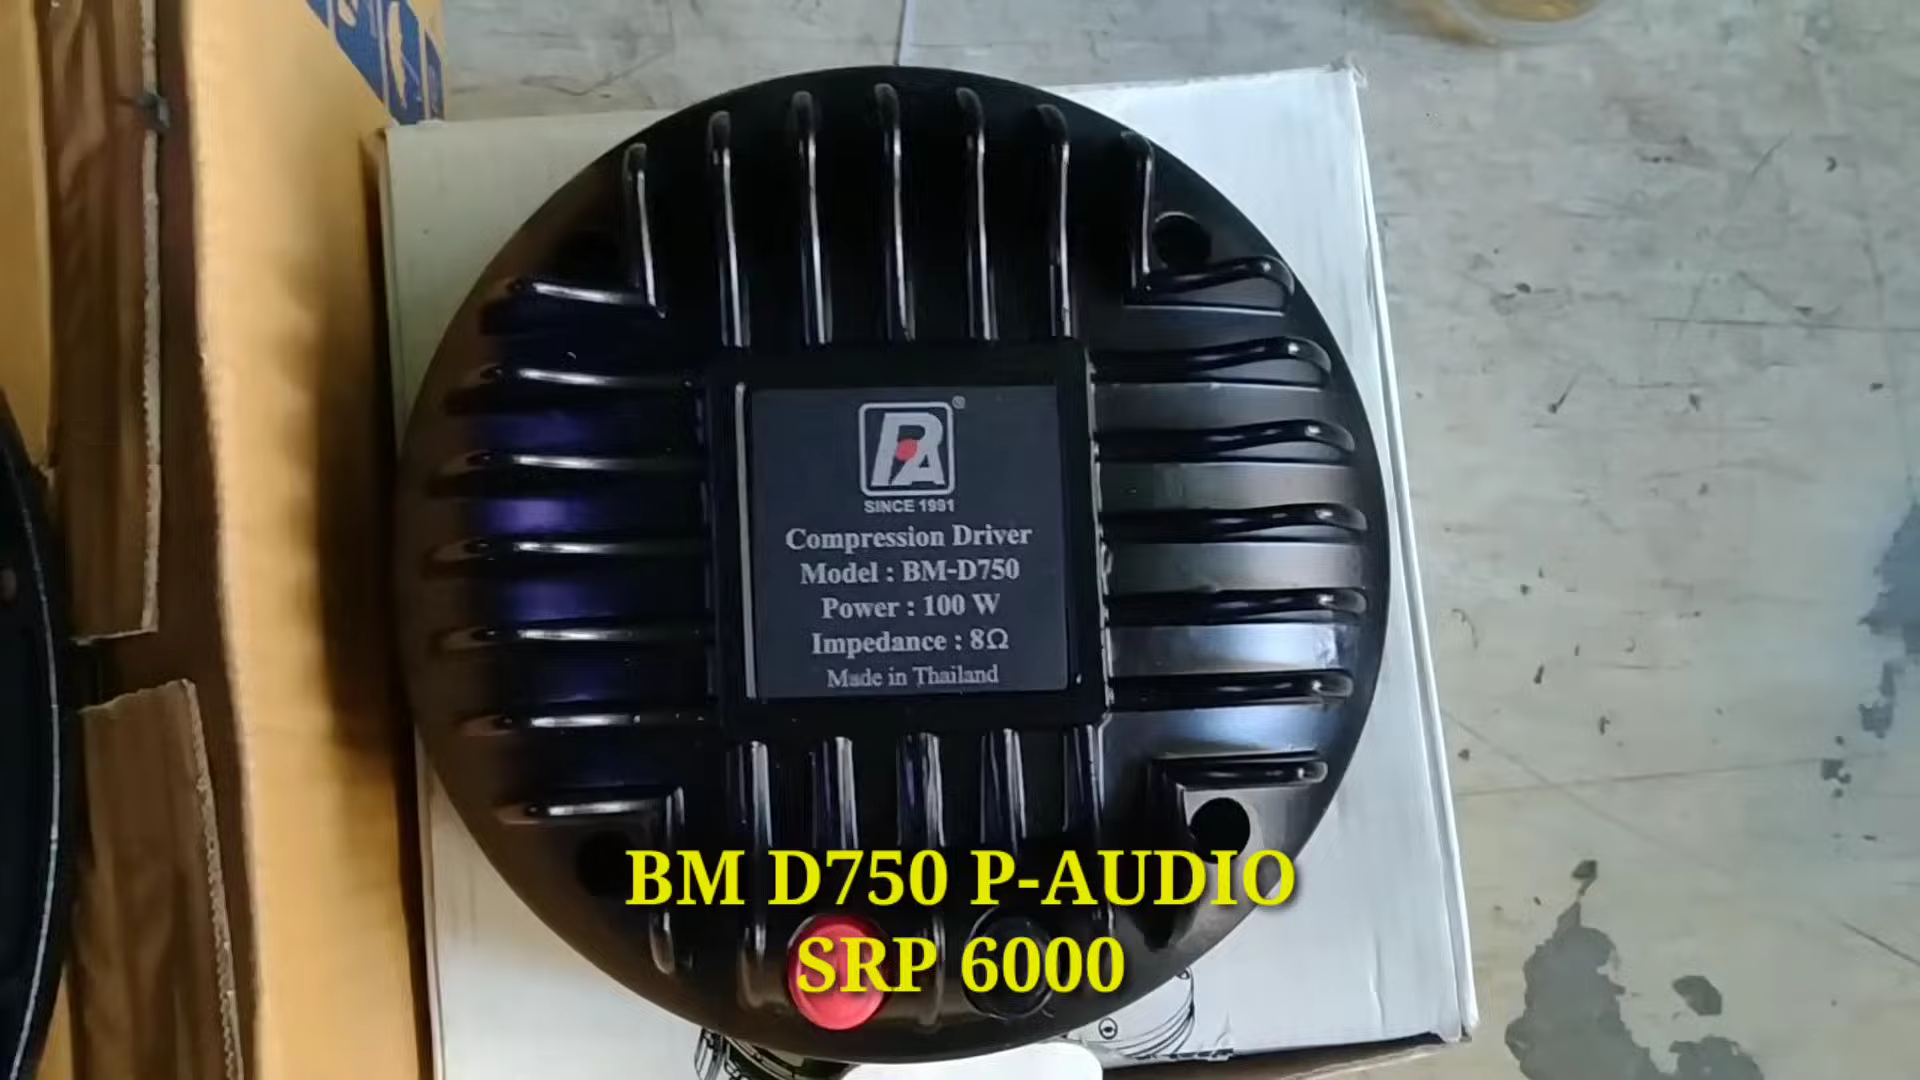 PA
®
SINCE 1991
Compression Driver
Model : BM-D750
Power : 100 W
Impedance : 8Ω
Made in Thailand
BM D750 P-AUDIO
SRP 6000